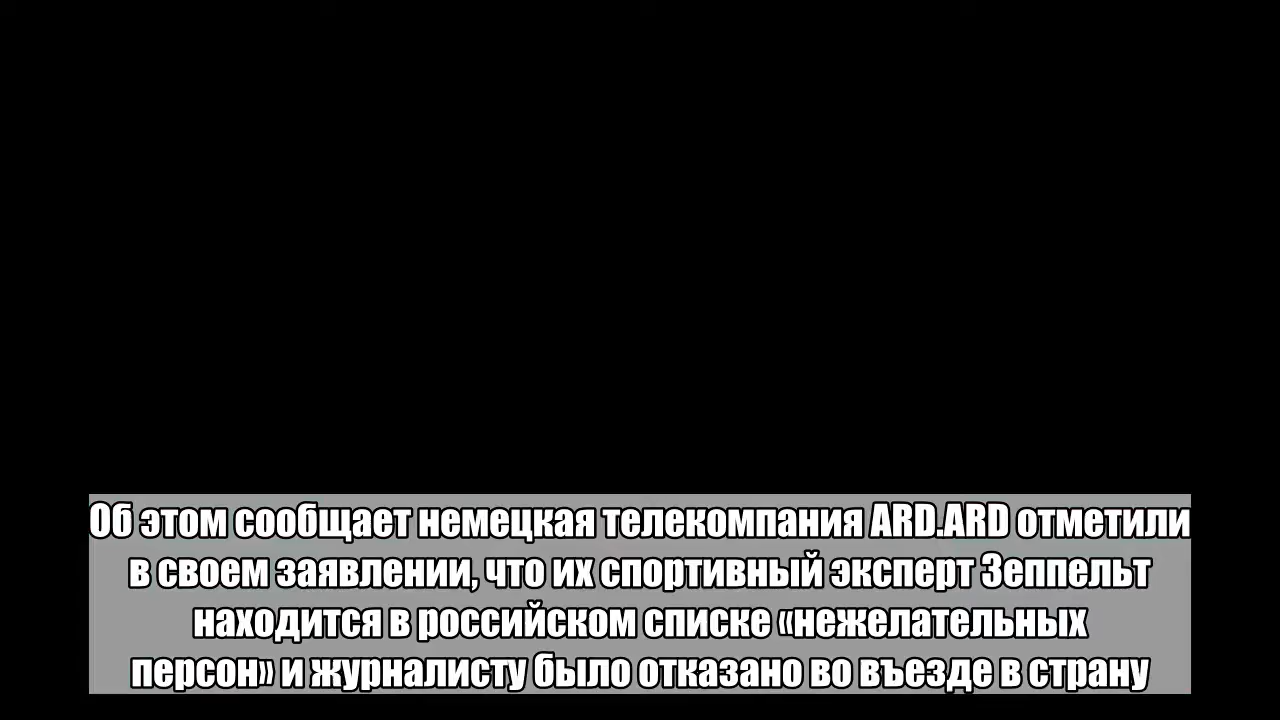 Об этом сообщает немецкая телекомпания ARD.ARD отметили
в своем заявлении, что их спортивный эксперт Зеппельт
находится в российском списке «нежелательных
персон» и журналисту было отказано во въезде в страну